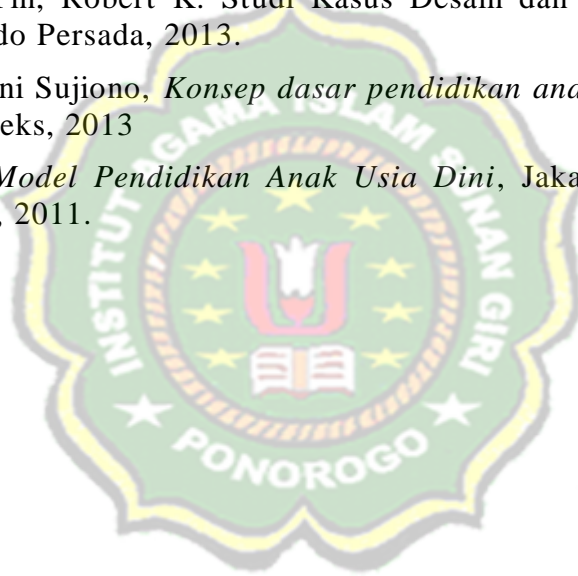 Yin, Robert K. Studi Kasus Desain dan
do Persada, 2013.
ni Sujiono, Konsep dasar pendidikan ana
eks, 2013
Model Pendidikan Anak Usia Dini, Jaka
, 2011.
INSTITUT AGAMA ISLAM SUNAN GIRI
PONOROGO